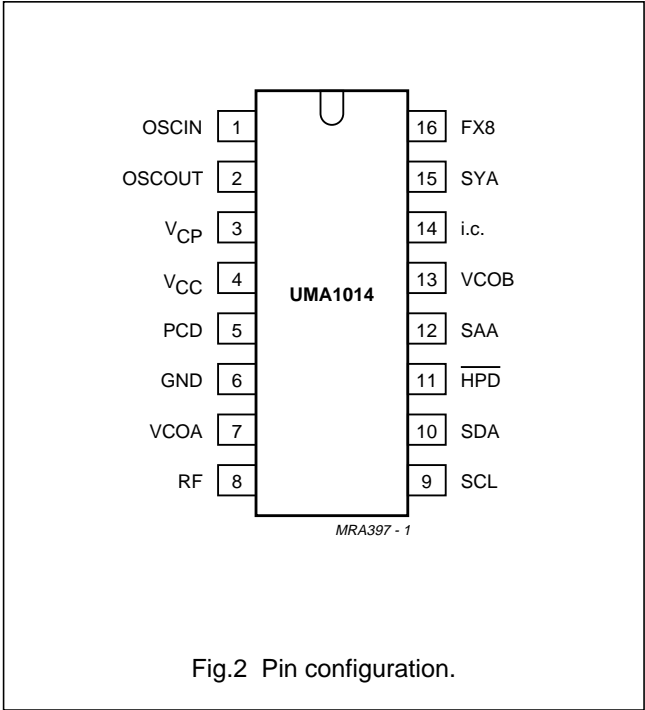 OSCIN 1 16 FX8
OSCOUT 2 15 SYA
VCP 3 14 i.c.
VCC 4 13 VCOB
UMA1014
PCD 5 12 SAA
GND 6 11 HPD
VCOA 7 10 SDA
RF 8 9 SCL
MRA397 - 1
Fig.2 Pin configuration.